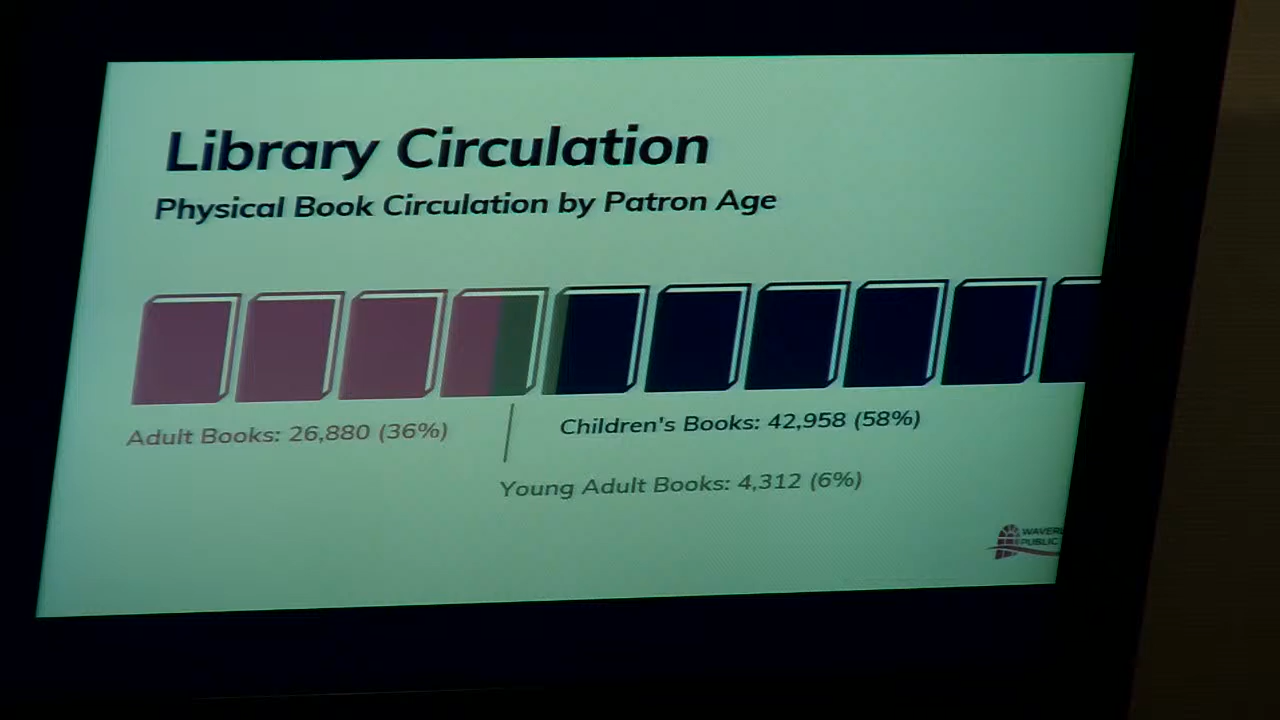 Library Circulation
Physical Book Circulation by Patron Age
Adult Books: 26,880 (36%)
Children's Books: 42,958 (58%)
Young Adult Books: 4,312 (6%)
PUBLIC